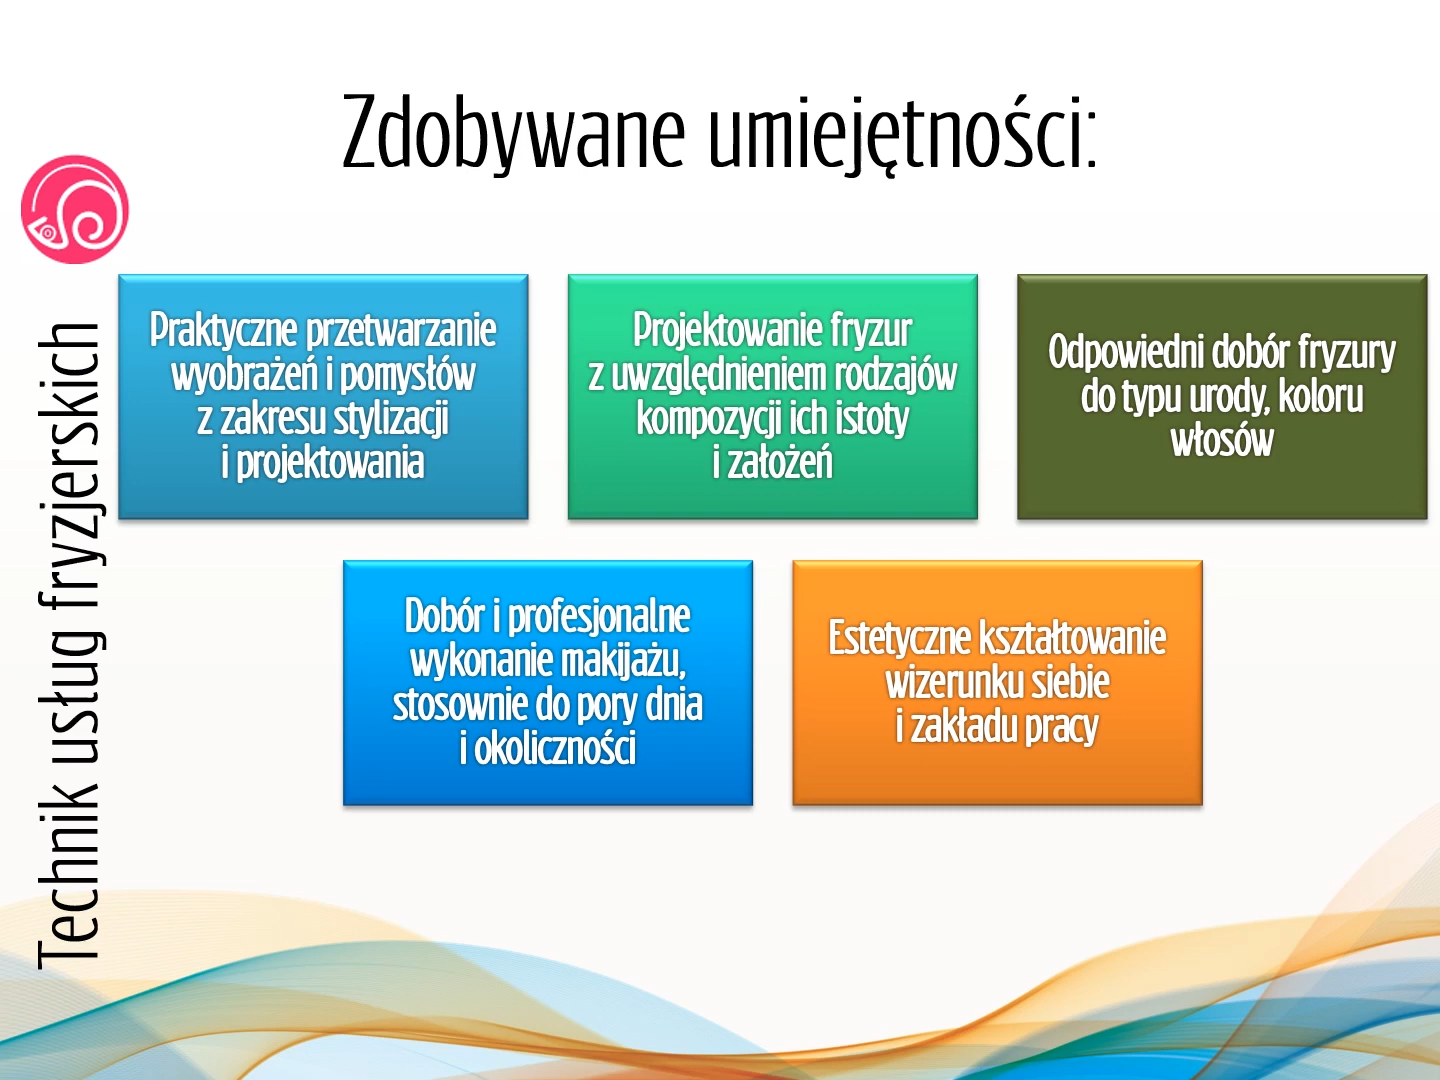 Zdobywane umiejętności:
Technik usług fryzjerskich
Praktyczne przetwarzanie
wyobrażeń i pomysłów
z zakresu stylizacji
i projektowania
Projektowanie fryzur
z uwzględnieniem rodzajów
kompozycji ich istoty
i założeń
Odpowiedni dobór fryzury
do typu urody, koloru
włosów
Dobór i profesjonalne
wykonanie makijażu,
stosownie do pory dnia
i okoliczności
Estetyczne kształtowanie
wizerunku siebie
i zakładu pracy